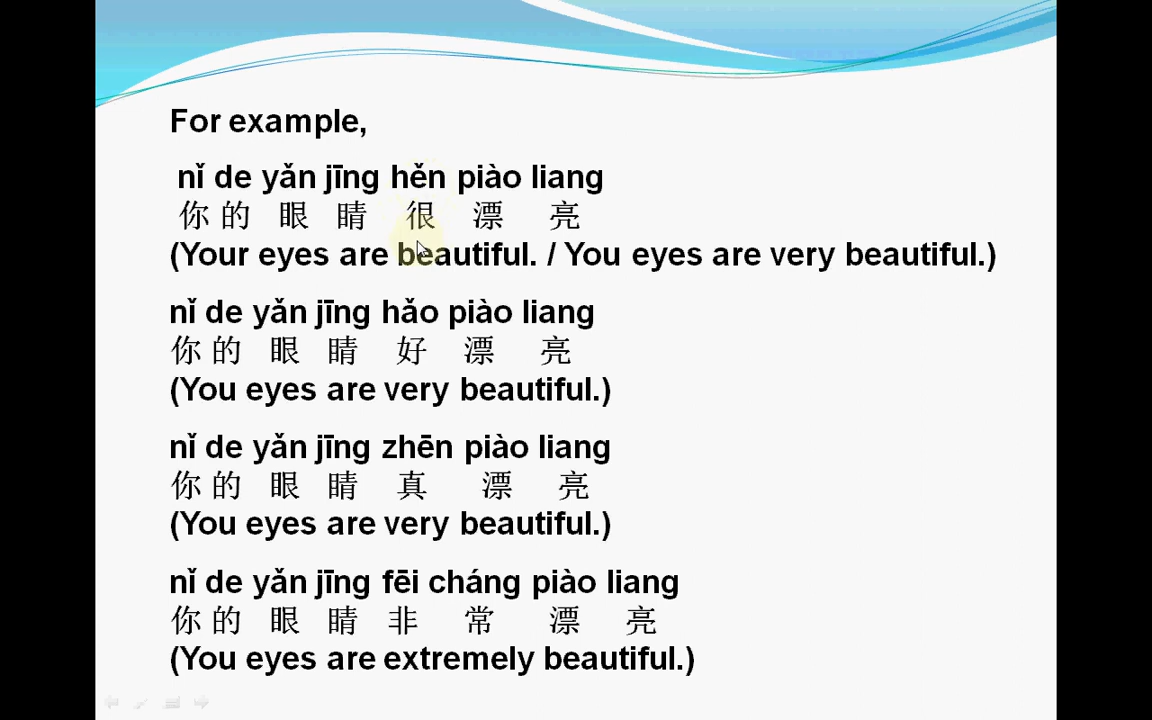 For example,
nǐ de yǎn jīng hěn piào liang
你 的 眼 睛 很 漂 亮
(Your eyes are beautiful. / You eyes are very beautiful.)
nǐ de yǎn jīng hǎo piào liang
你 的 眼 睛 好 漂 亮
(You eyes are very beautiful.)
nǐ de yǎn jīng zhēn piào liang
你 的 眼 睛 真 漂 亮
(You eyes are very beautiful.)
nǐ de yǎn jīng fēi cháng piào liang
你 的 眼 睛 非 常 漂 亮
(You eyes are extremely beautiful.)